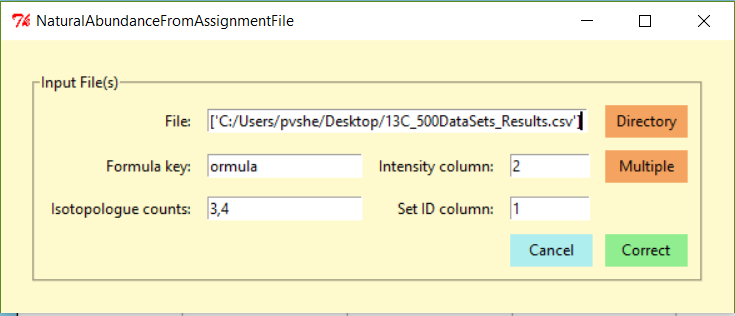 NaturalAbundanceFromAssignmentFile
Input File(s)
File: ['C:/Users/pvshe/Desktop/13C_500DataSets_Results.csv'] Directory
Formula key: ormula Intensity column: 2 Multiple
Isotopologue counts: 3,4 Set ID column: 1
Cancel Correct